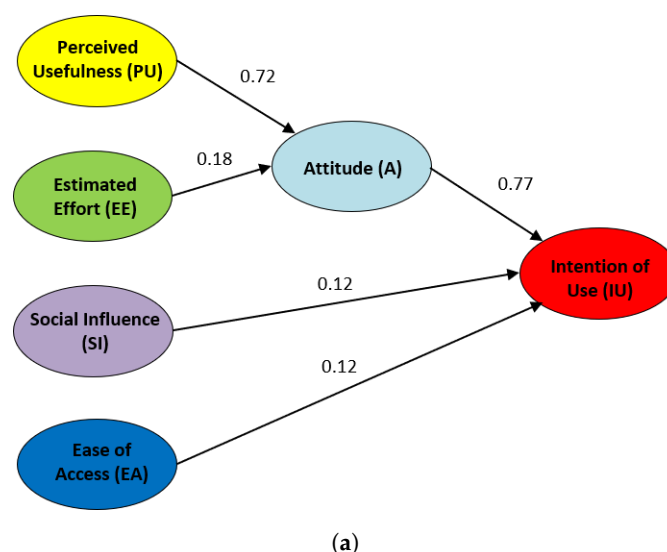 Perceived
Usefulness (PU)
0.72
Estimated
Effort (EE)
0.18
Attitude (A)
0.77
Intention of
Use (IU)
Social Influence
(SI)
0.12
0.12
Ease of
Access (EA)
(a)